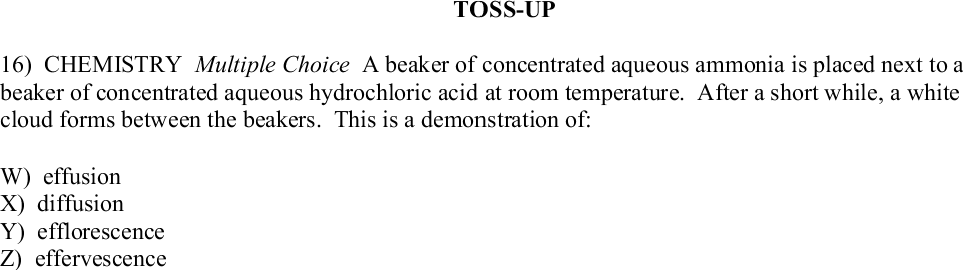 TOSS-UP
16) CHEMISTRY Multiple Choice A beaker of concentrated aqueous ammonia is placed next to a
beaker of concentrated aqueous hydrochloric acid at room temperature. After a short while, a white
cloud forms between the beakers. This is a demonstration of:
W) effusion
X) diffusion
Y) efflorescence
Z) effervescence